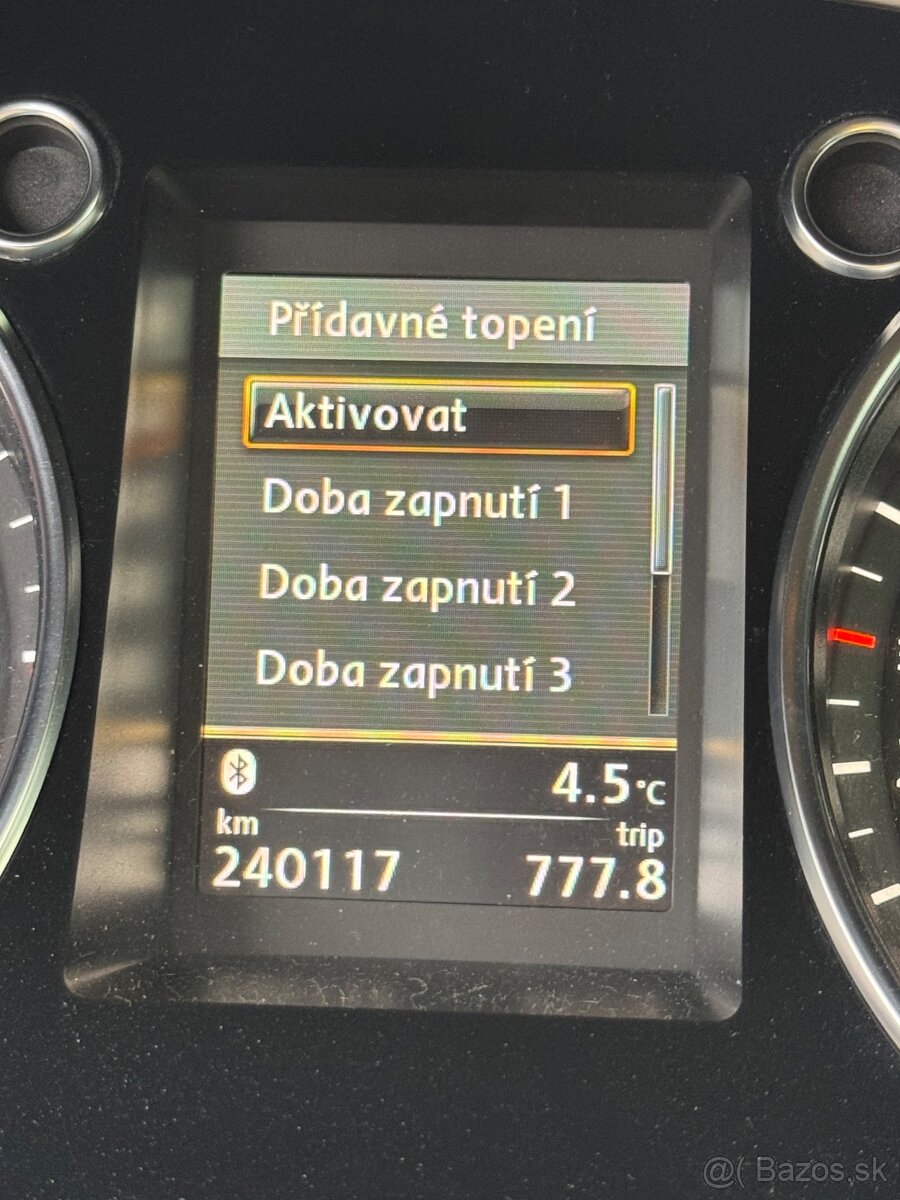 Přídavné topení
Aktivovat
Doba zapnutí 1
Doba zapnutí 2
Doba zapnutí 3
4.5°C
km
trip
240117
777.8
@( Bazos.sk